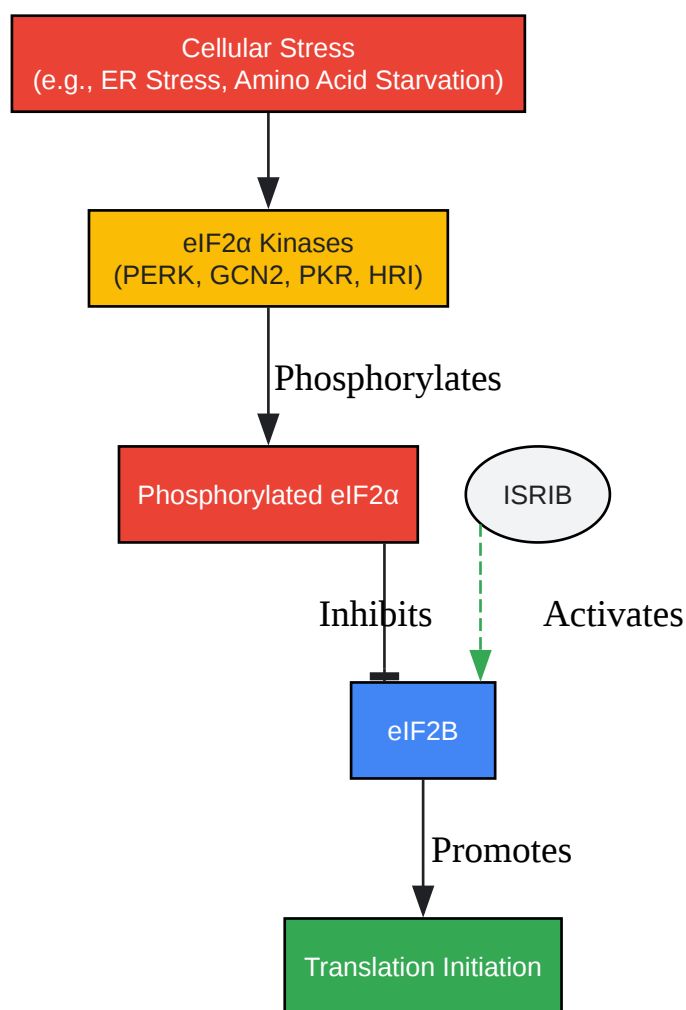 Cellular Stress
(e.g., ER Stress, Amino Acid Starvation)
eIF2α Kinases
(PERK, GCN2, PKR, HRI)
Phosphorylates
Phosphorylated eIF2α
ISRIB
Inhibits
Activates
eIF2B
Promotes
Translation Initiation